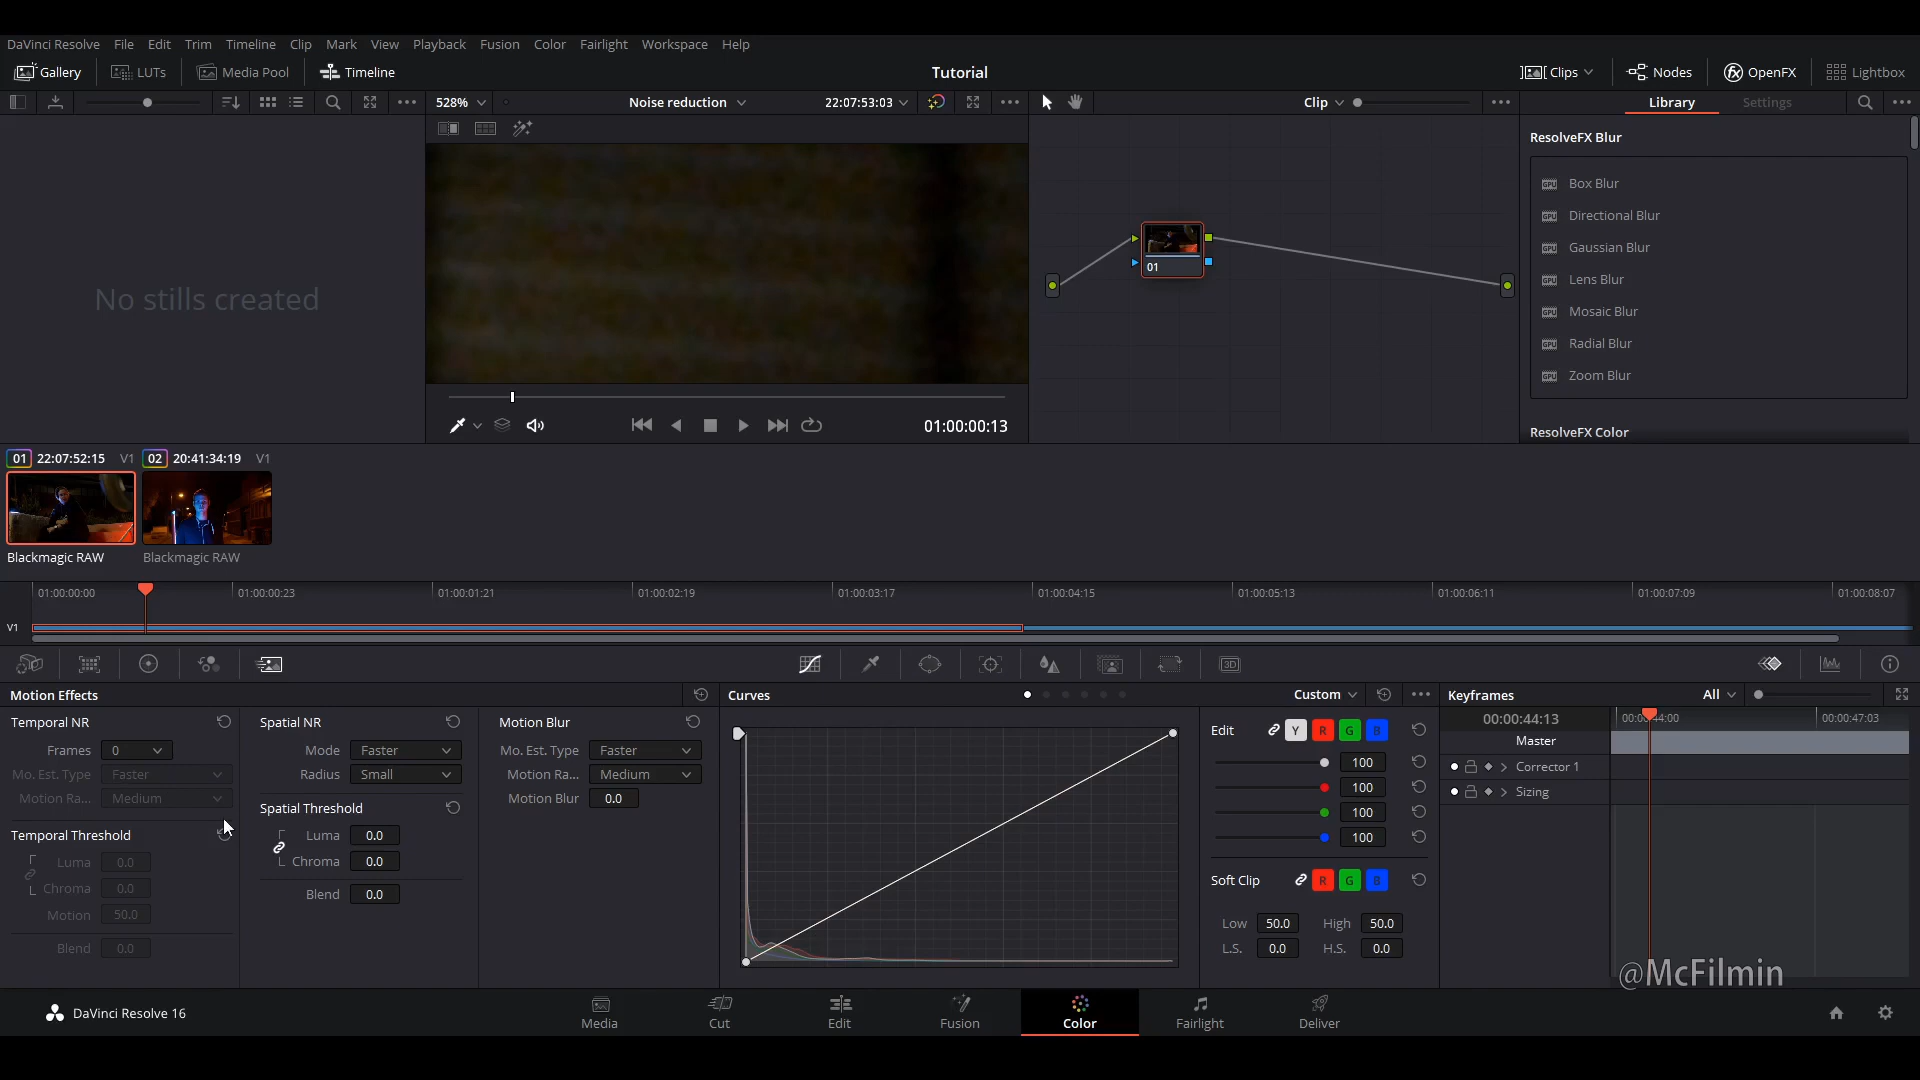 DaVinci Resolve File Edit Trim Timeline Clip Mark View Playback Fusion Color Fairlight Workspace Help
Gallery LUTs Media Pool Timeline Tutorial Clips Nodes OpenFX Lightbox
528% Noise reduction 22:07:53:03 Clip Library Settings
ResolveFX Blur
Box Blur
Directional Blur
Gaussian Blur
Lens Blur
Mosaic Blur
Radial Blur
Zoom Blur
ResolveFX Color
No stills created
01
01:00:00:13
01 22:07:52:15 V1 02 20:41:34:19 V1
Blackmagic RAW Blackmagic RAW
01:00:00:00 01:00:00:23 01:00:01:21 01:00:02:19 01:00:03:17 01:00:04:15 01:00:05:13 01:00:06:11 01:00:07:09 01:00:08:07
V1
3D
Motion Effects
Temporal NR
Frames 0
Mo. Est. Type Faster
Motion Ra... Medium
Temporal Threshold
Luma 0.0
Chroma 0.0
Motion 50.0
Blend 0.0
Spatial NR
Mode Faster
Radius Small
Spatial Threshold
Luma 0.0
Chroma 0.0
Blend 0.0
Motion Blur
Mo. Est. Type Faster
Motion Ra... Medium
Motion Blur 0.0
Curves Custom
Edit Y R G B
100
100
100
100
Soft Clip R G B
Low 50.0 High 50.0
L.S. 0.0 H.S. 0.0
Keyframes All
00:00:44:13 00:00:44:00 00:00:47:03
Master
Corrector 1
Sizing
@McFilmin
DaVinci Resolve 16
Media Cut Edit Fusion Color Fairlight Deliver